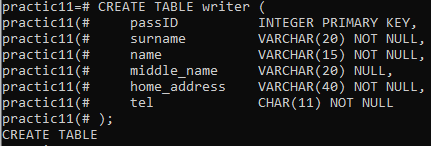 practic11=# CREATE TABLE writer (
practic11(#     passID          INTEGER PRIMARY KEY,
practic11(#     surname         VARCHAR(20) NOT NULL,
practic11(#     name            VARCHAR(15) NOT NULL,
practic11(#     middle_name     VARCHAR(20) NULL,
practic11(#     home_address    VARCHAR(40) NOT NULL,
practic11(#     tel             CHAR(11) NOT NULL
practic11(# );
CREATE TABLE